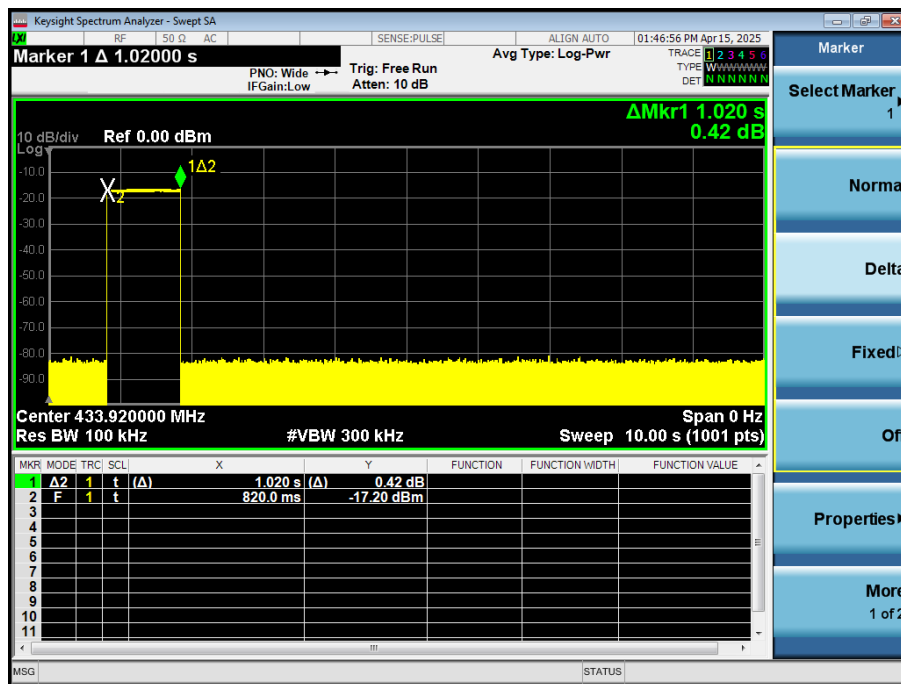 Keysight Spectrum Analyzer - Swept SA
LXI RF 50 Ω AC SENSE:PULSE ALIGN AUTO 01:46:56 PM Apr 15, 2025
Marker 1 Δ 1.02000 s
PNO: Wide
IFGain:Low
Trig: Free Run
Atten: 10 dB
Avg Type: Log-Pwr
TRACE 1 2 3 4 5 6
TYPE WWWWWW
DET N N N N N N
ΔMkr1 1.020 s
0.42 dB
10 dB/div Ref 0.00 dBm
Log
1Δ2
2
-10.0
-20.0
-30.0
-40.0
-50.0
-60.0
-70.0
-80.0
-90.0
Center 433.920000 MHz Span 0 Hz
Res BW 100 kHz #VBW 300 kHz Sweep 10.00 s (1001 pts)
MKR MODE TRC SCL X Y FUNCTION FUNCTION WIDTH FUNCTION VALUE
1 Δ2 1 t (Δ) 1.020 s (Δ) 0.42 dB
2 F 1 t 820.0 ms -17.20 dBm
3
4
5
6
7
8
9
10
11
MSG STATUS
Marker
Select Marker
1
Norma
Delta
Fixed
Of
Properties
More
1 of 2